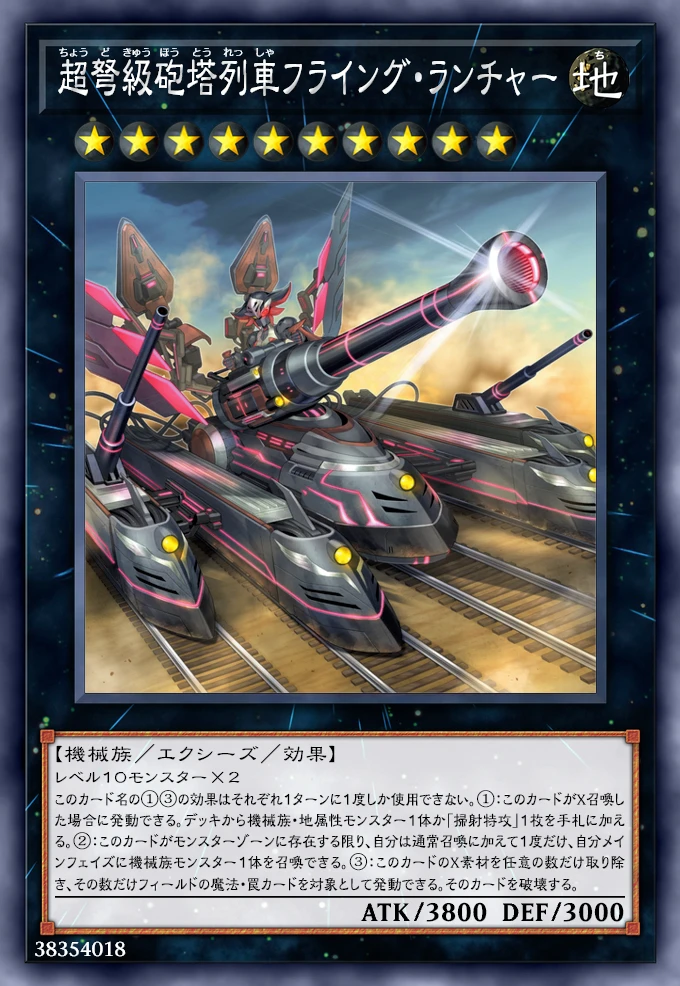 ちょう ど きゅう ほう とう れっ しゃ
超弩級砲塔列車フライング・ランチャー
ち
地
【機械族／エクシーズ／効果】
レベル10モンスター×2
このカード名の①③の効果はそれぞれ1ターンに1度しか使用できない。①：このカードがX召喚し
た場合に発動できる。デッキから機械族・地属性モンスター1体か「掃射特攻」1枚を手札に加え
る。②：このカードがモンスターゾーンに存在する限り、自分は通常召喚に加えて1度だけ、自分メ
インフェイズに機械族モンスター1体を召喚できる。③：このカードのX素材を任意の数だけ取り除
き、その数だけフィールドの魔法・罠カードを対象として発動できる。そのカードを破壊する。
ATK/3800 DEF/3000
38354018